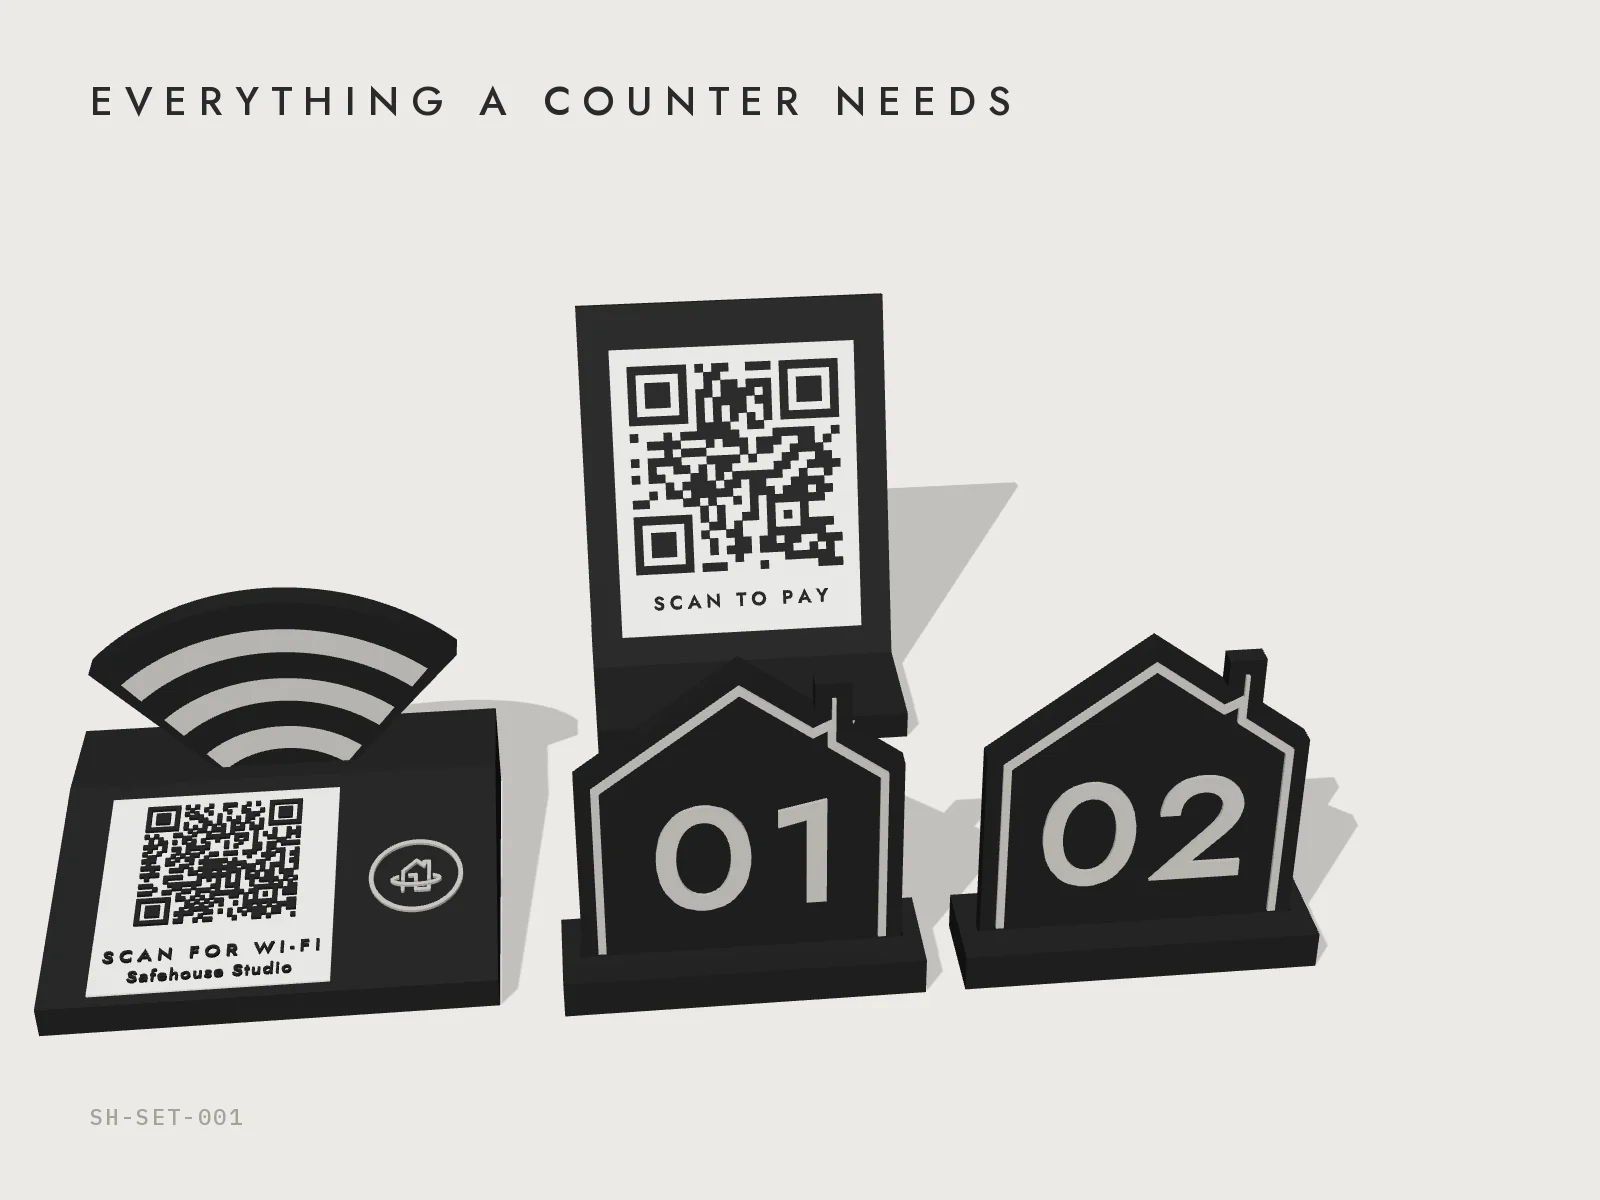 EVERYTHING A COUNTER NEEDS
SCAN TO PAY
01
02
SCAN FOR WI-FI
Safehouse Studio
SH-SET-001